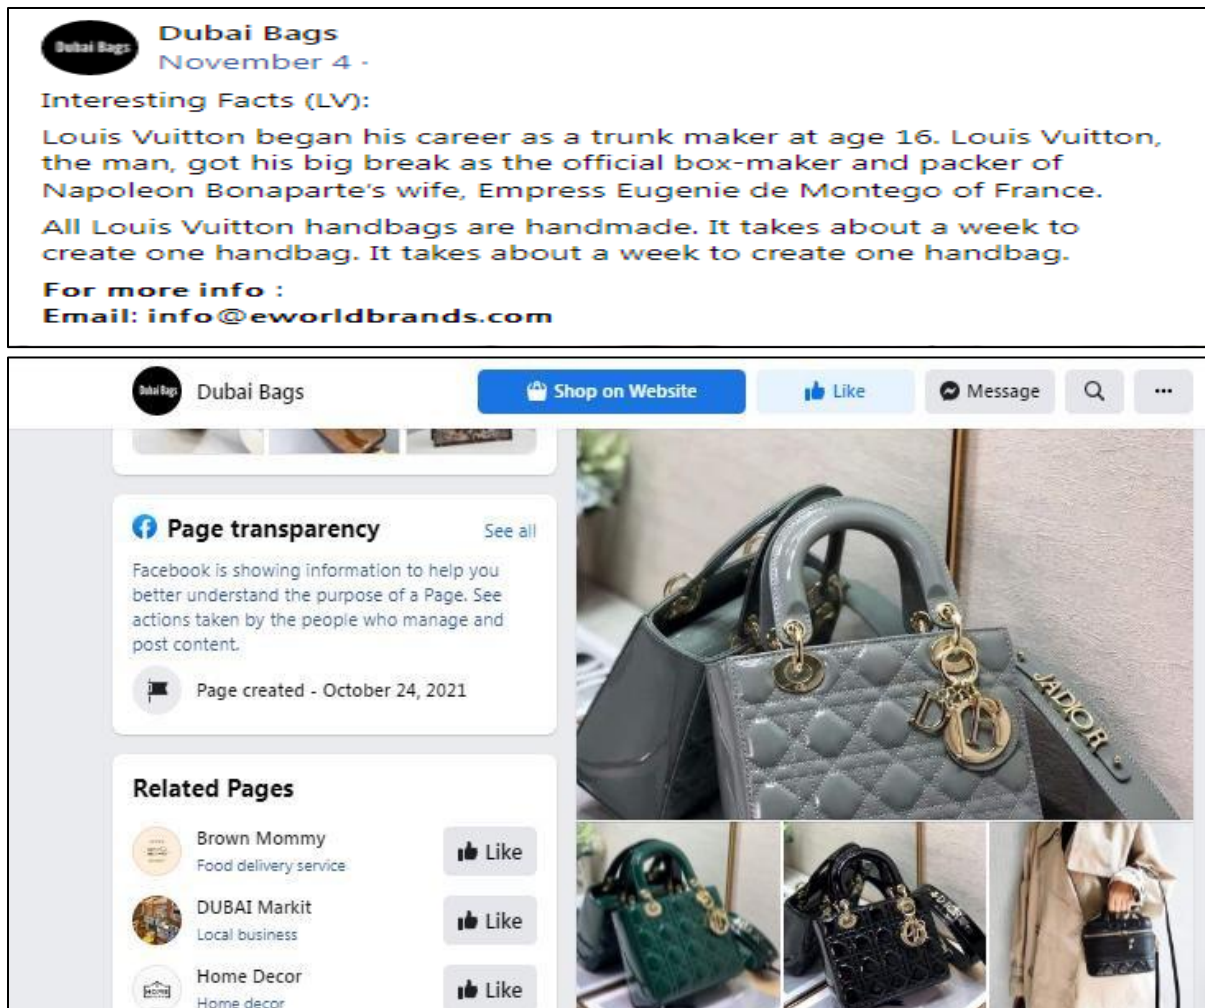 Dubai Bags
Dubai Bags
November 4 ·
Interesting Facts (LV):
Louis Vuitton began his career as a trunk maker at age 16. Louis Vuitton,
the man, got his big break as the official box-maker and packer of
Napoleon Bonaparte's wife, Empress Eugenie de Montego of France.
All Louis Vuitton handbags are handmade. It takes about a week to
create one handbag. It takes about a week to create one handbag.
For more info :
Email: info@eworldbrands.com
Dubai Bags
Dubai Bags
Shop on Website
Like
Message
Page transparency
See all
Facebook is showing information to help you
better understand the purpose of a Page. See
actions taken by the people who manage and
post content.
Page created - October 24, 2021
Related Pages
Brown Mommy
Food delivery service
Like
DUBAI Markit
Local business
Like
Home Decor
Home decor
Like
HOME
D
JADIOR